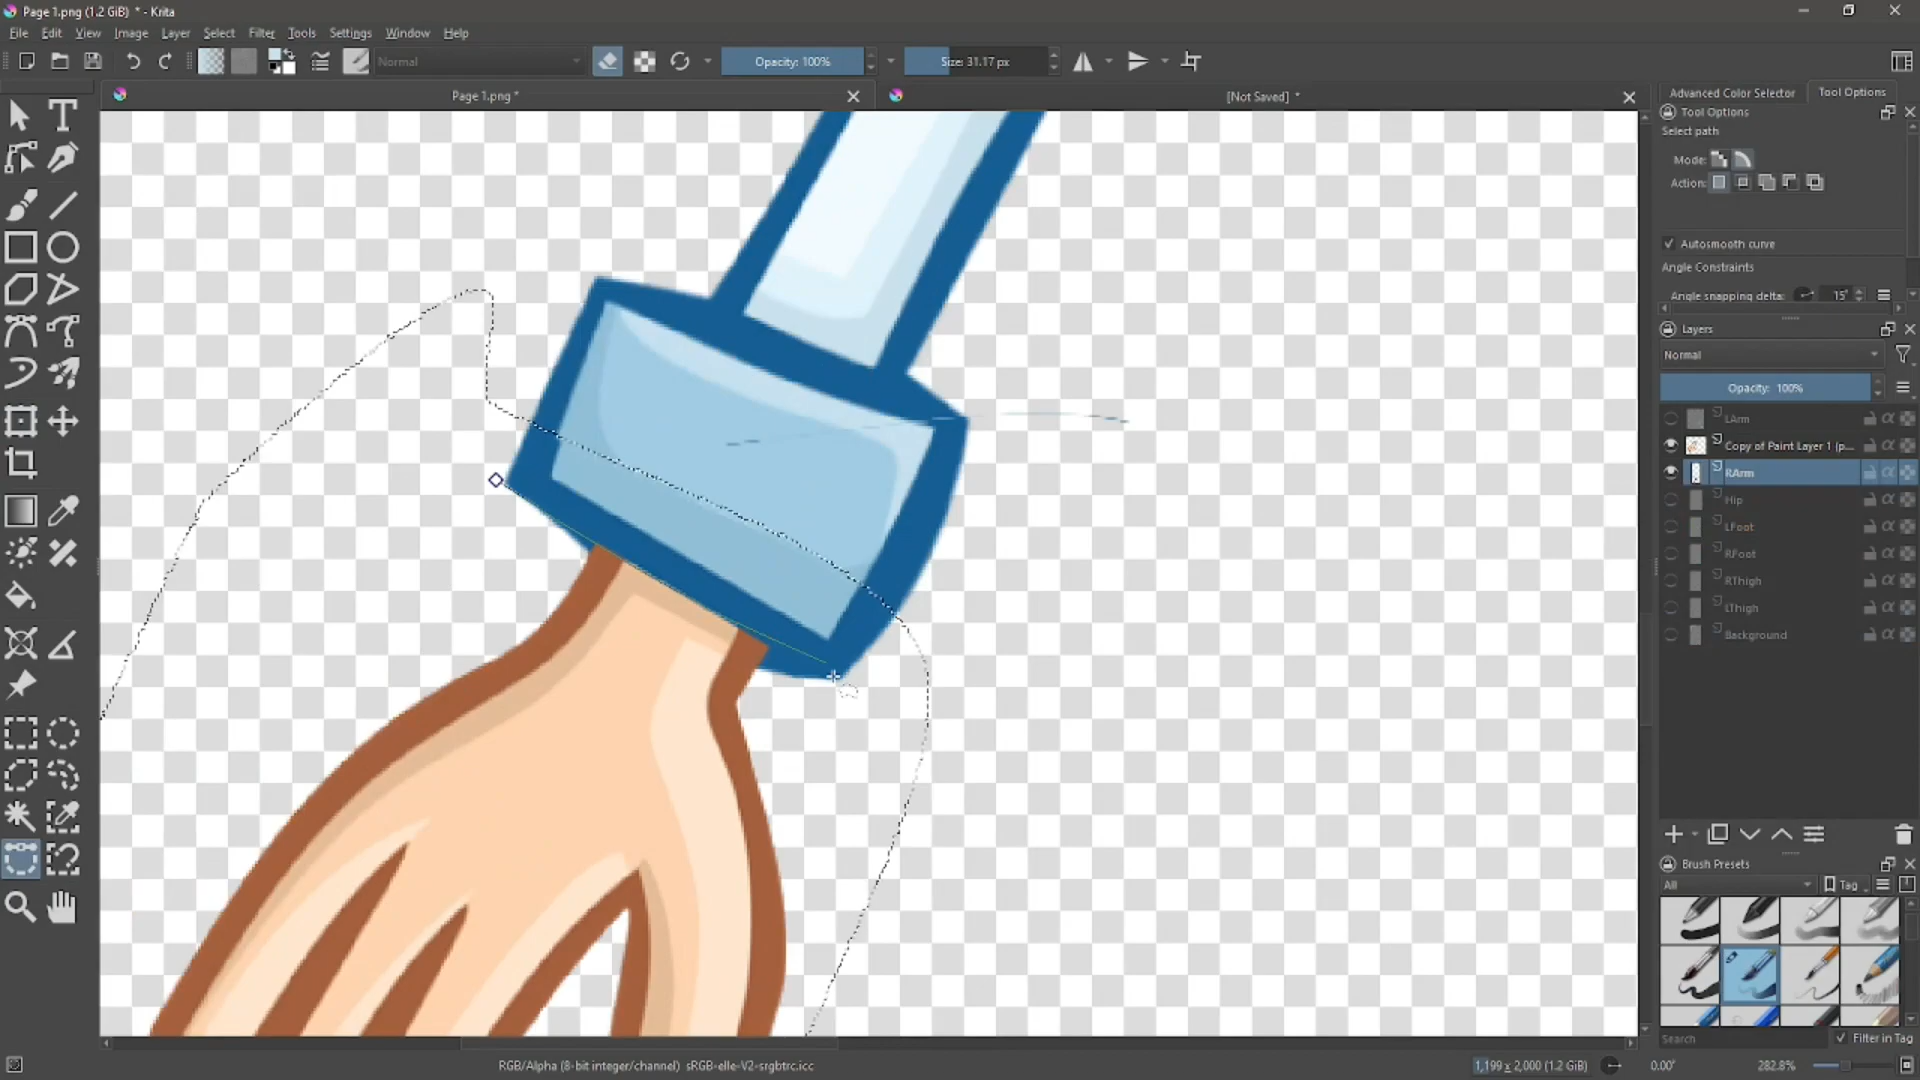 Page 1.png (1.2 GiB) * - Krita
File Edit View Image Layer Select Filter Tools Settings Window Help
Normal
Opacity: 100%
Size: 31.17 px
Page 1.png *
[Not Saved] *
Advanced Color Selector
Tool Options
Tool Options
Select path
Mode:
Action:
Autosmooth curve
Angle Constraints
Angle snapping delta:
15°
Layers
Normal
Opacity: 100%
LArm
Copy of Paint Layer 1 (p...
RArm
Hip
LFoot
RFoot
RThigh
LThigh
Background
Brush Presets
All
Tag
Search
Filter in Tag
RGB/Alpha (8-bit integer/channel) sRGB-elle-V2-srgbtrc.icc
1,199 x 2,000 (1.2 GiB)
0.00°
282.8%